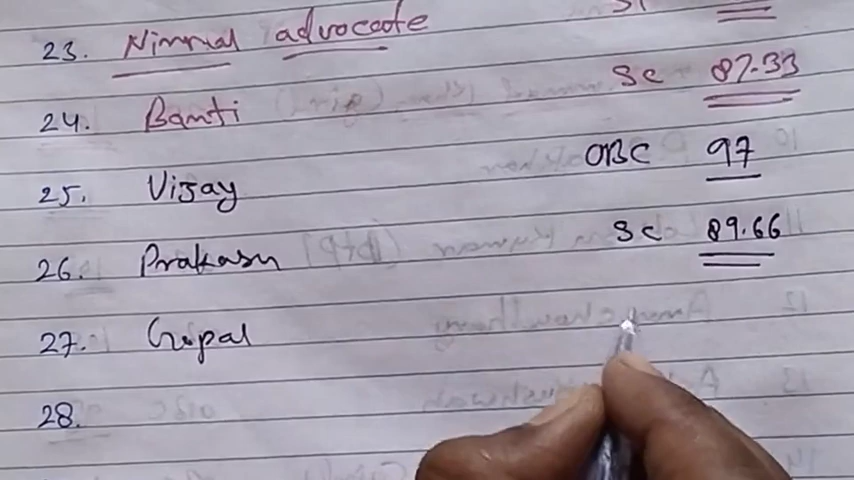 23. Nirmal advocate ST
24. Banti SC 87.33
25. Vijay OBC 97
26. Prakash SC 89.66
27. Gopal
28.